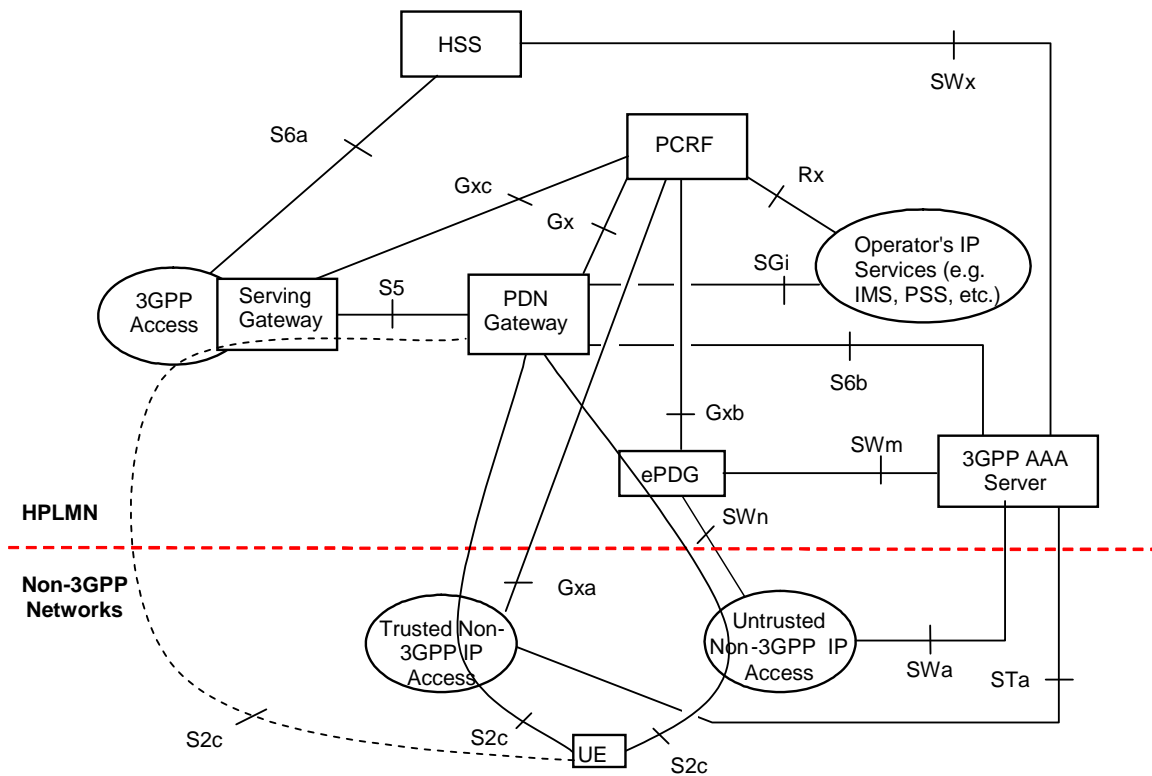 HSS
SWx
S6a
PCRF
Rx
Gxc
Gx
Operator's IP
Services (e.g.
IMS, PSS, etc.)
SGi
3GPP
Access
Serving
Gateway
S5
PDN
Gateway
S6b
Gxb
SWm
3GPP AAA
Server
ePDG
HPLMN
SWn
Non-3GPP
Networks
Gxa
Trusted Non-
3GPP IP
Access
Untrusted
Non-3GPP IP
Access
SWa
STa
S2c
S2c
UE
S2c